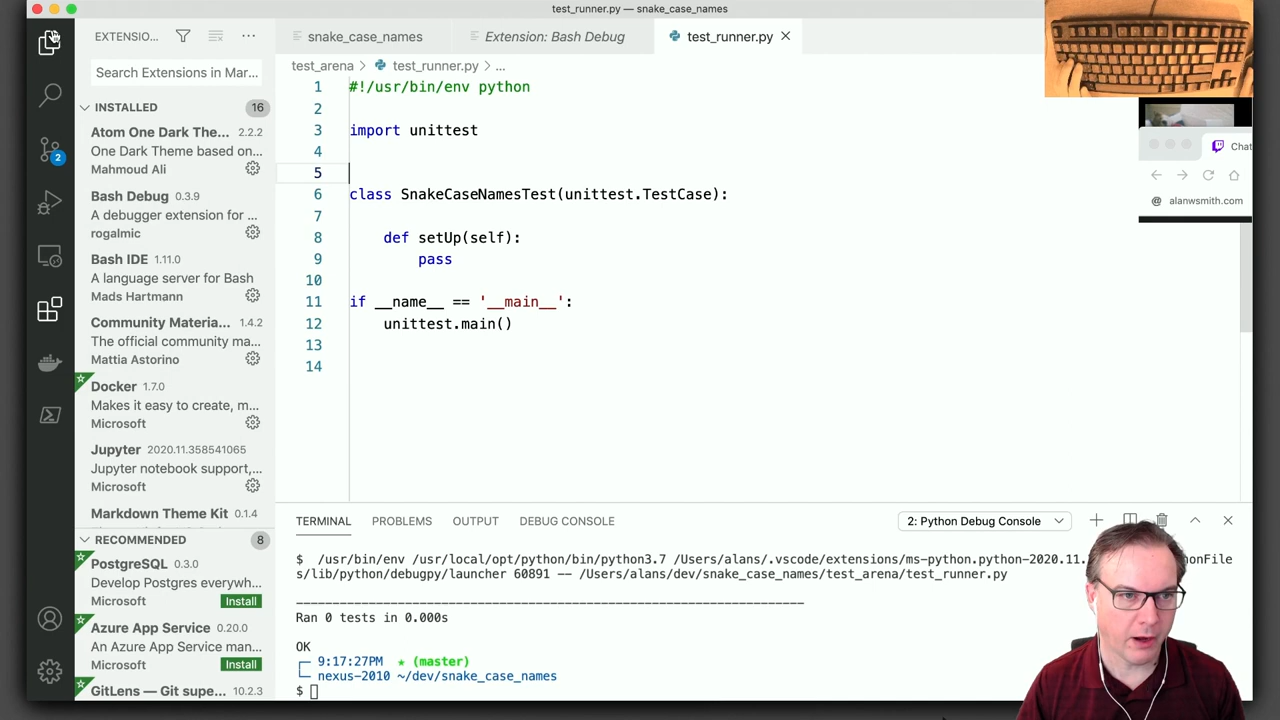 test_runner.py — snake_case_names
EXTENSIO...
snake_case_names
Extension: Bash Debug
test_runner.py
Search Extensions in Mar...
test_arena > test_runner.py > ...
INSTALLED
16
Atom One Dark The... 2.2.2
One Dark Theme based on...
Mahmoud Ali
Bash Debug 0.3.9
A debugger extension for ...
rogalmic
Bash IDE 1.11.0
A language server for Bash
Mads Hartmann
Community Materia... 1.4.2
The official community ma...
Mattia Astorino
Docker 1.7.0
Makes it easy to create, m...
Microsoft
Jupyter 2020.11.358541065
Jupyter notebook support,...
Microsoft
Markdown Theme Kit 0.1.4
RECOMMENDED
8
PostgreSQL 0.3.0
Develop Postgres everywh...
Microsoft
Install
Azure App Service 0.20.0
An Azure App Service man...
Microsoft
Install
GitLens — Git supe... 10.2.3
2
1 #!/usr/bin/env python
2
3 import unittest
4
5
6 class SnakeCaseNamesTest(unittest.TestCase):
7
8 def setUp(self):
9 pass
10
11 if __name__ == '__main__':
12 unittest.main()
13
14
TERMINAL
PROBLEMS
OUTPUT
DEBUG CONSOLE
2: Python Debug Console
$ /usr/bin/env /usr/local/opt/python/bin/python3.7 /Users/alans/.vscode/extensions/ms-python.python-2020.11. onFile
s/lib/python/debugpy/launcher 60891 -- /Users/alans/dev/snake_case_names/test_arena/test_runner.py
----------------------------------------------------------------------
Ran 0 tests in 0.000s
OK
9:17:27PM ★ (master)
nexus-2010 ~/dev/snake_case_names
$
Chat
@ alanwsmith.com